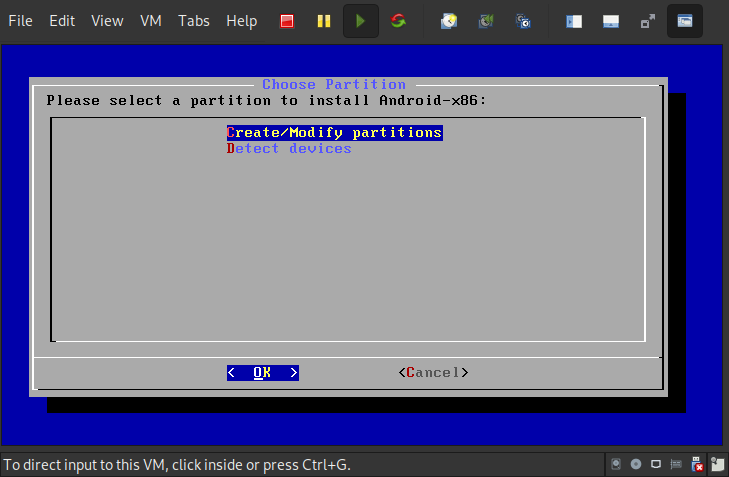 File Edit View VM Tabs Help
Choose Partition
Please select a partition to install Android-x86:
Create/Modify partitions
Detect devices
< OK > <Cancel>
To direct input to this VM, click inside or press Ctrl+G.